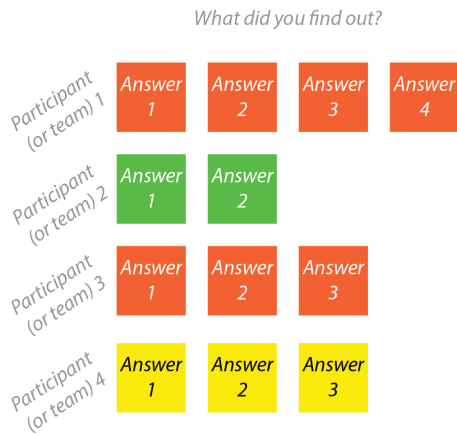 What did you find out?
Participant
(or team) 1
Answer
1
Answer
2
Answer
3
Answer
4
Participant
(or team) 2
Answer
1
Answer
2
Participant
(or team) 3
Answer
1
Answer
2
Answer
3
Participant
(or team) 4
Answer
1
Answer
2
Answer
3